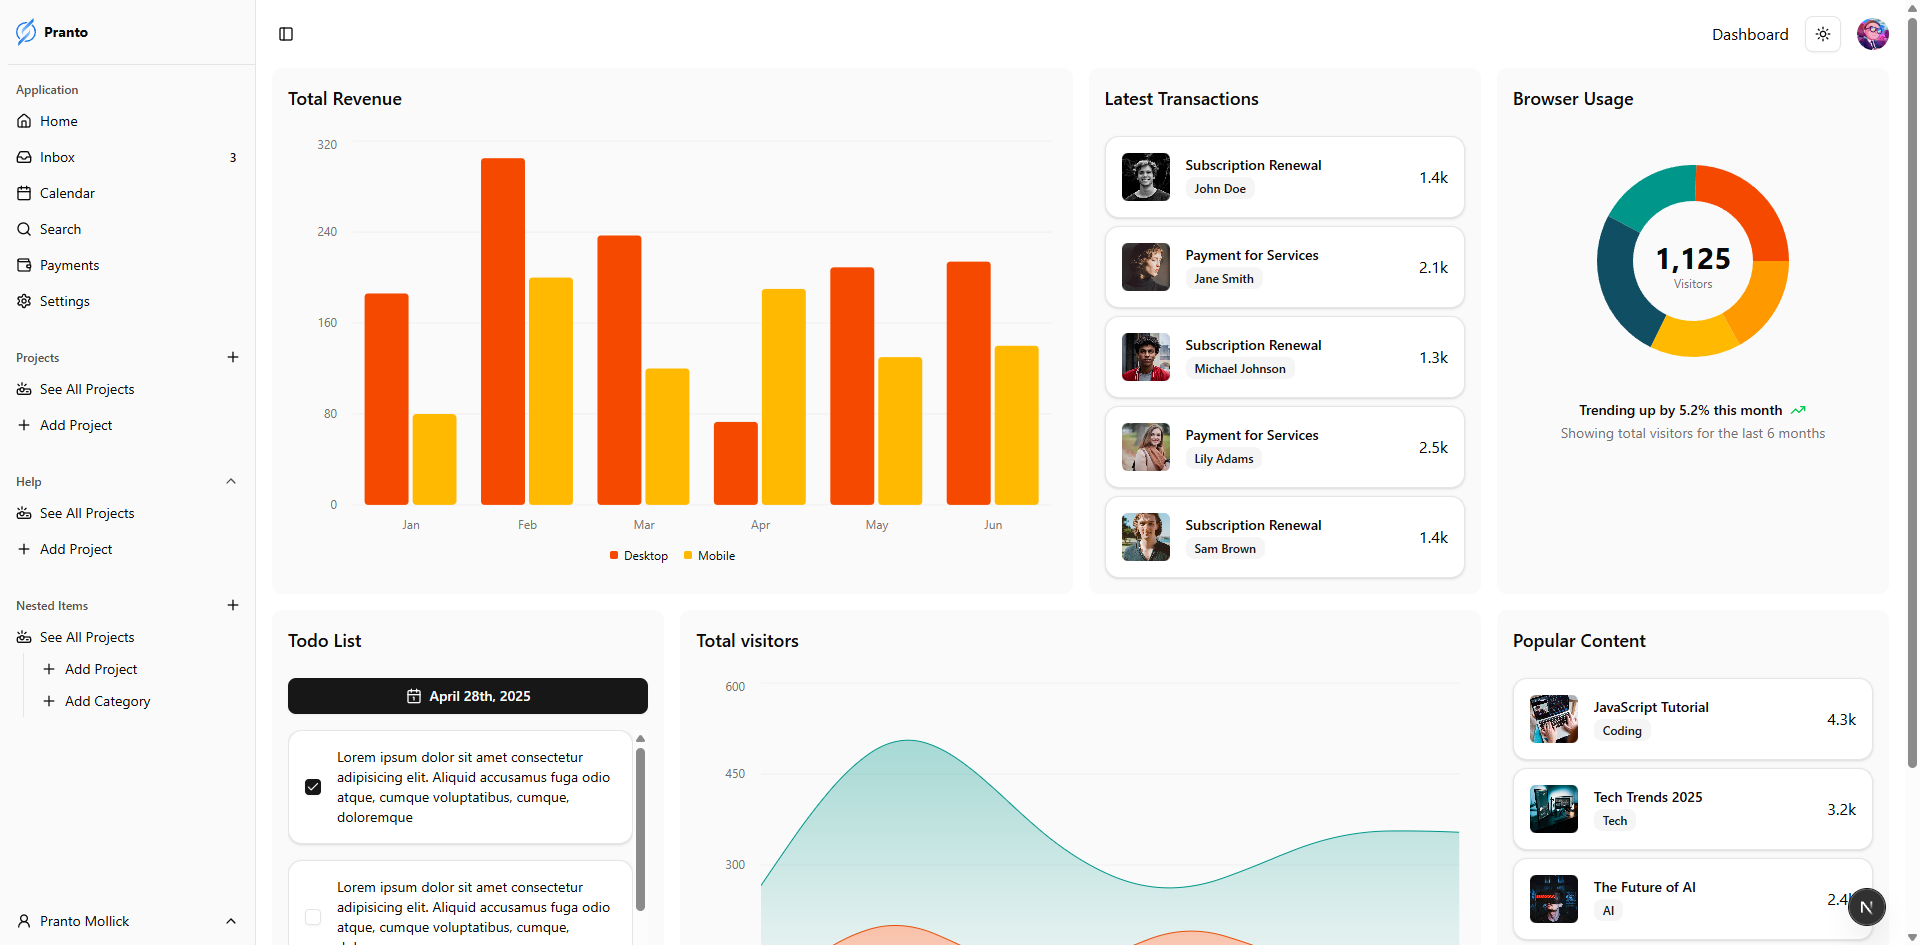 Pranto
Application
Home
Inbox
3
Calendar
Search
Payments
Settings
Projects
See All Projects
Add Project
Help
See All Projects
Add Project
Nested Items
See All Projects
Add Project
Add Category
Pranto Mollick
Dashboard
Total Revenue
320
240
160
80
0
Jan
Feb
Mar
Apr
May
Jun
Desktop
Mobile
Latest Transactions
Subscription Renewal
John Doe
1.4k
Payment for Services
Jane Smith
2.1k
Subscription Renewal
Michael Johnson
1.3k
Payment for Services
Lily Adams
2.5k
Subscription Renewal
Sam Brown
1.4k
Browser Usage
1,125
Visitors
Trending up by 5.2% this month
Showing total visitors for the last 6 months
Todo List
April 28th, 2025
Lorem ipsum dolor sit amet consectetur
adipisicing elit. Aliquid accusamus fuga odio
atque, cumque voluptatibus, cumque,
doloremque
Lorem ipsum dolor sit amet consectetur
adipisicing elit. Aliquid accusamus fuga odio
atque, cumque voluptatibus, cumque,
Total visitors
600
450
300
Popular Content
JavaScript Tutorial
Coding
4.3k
Tech Trends 2025
Tech
3.2k
The Future of AI
AI
2.4
N